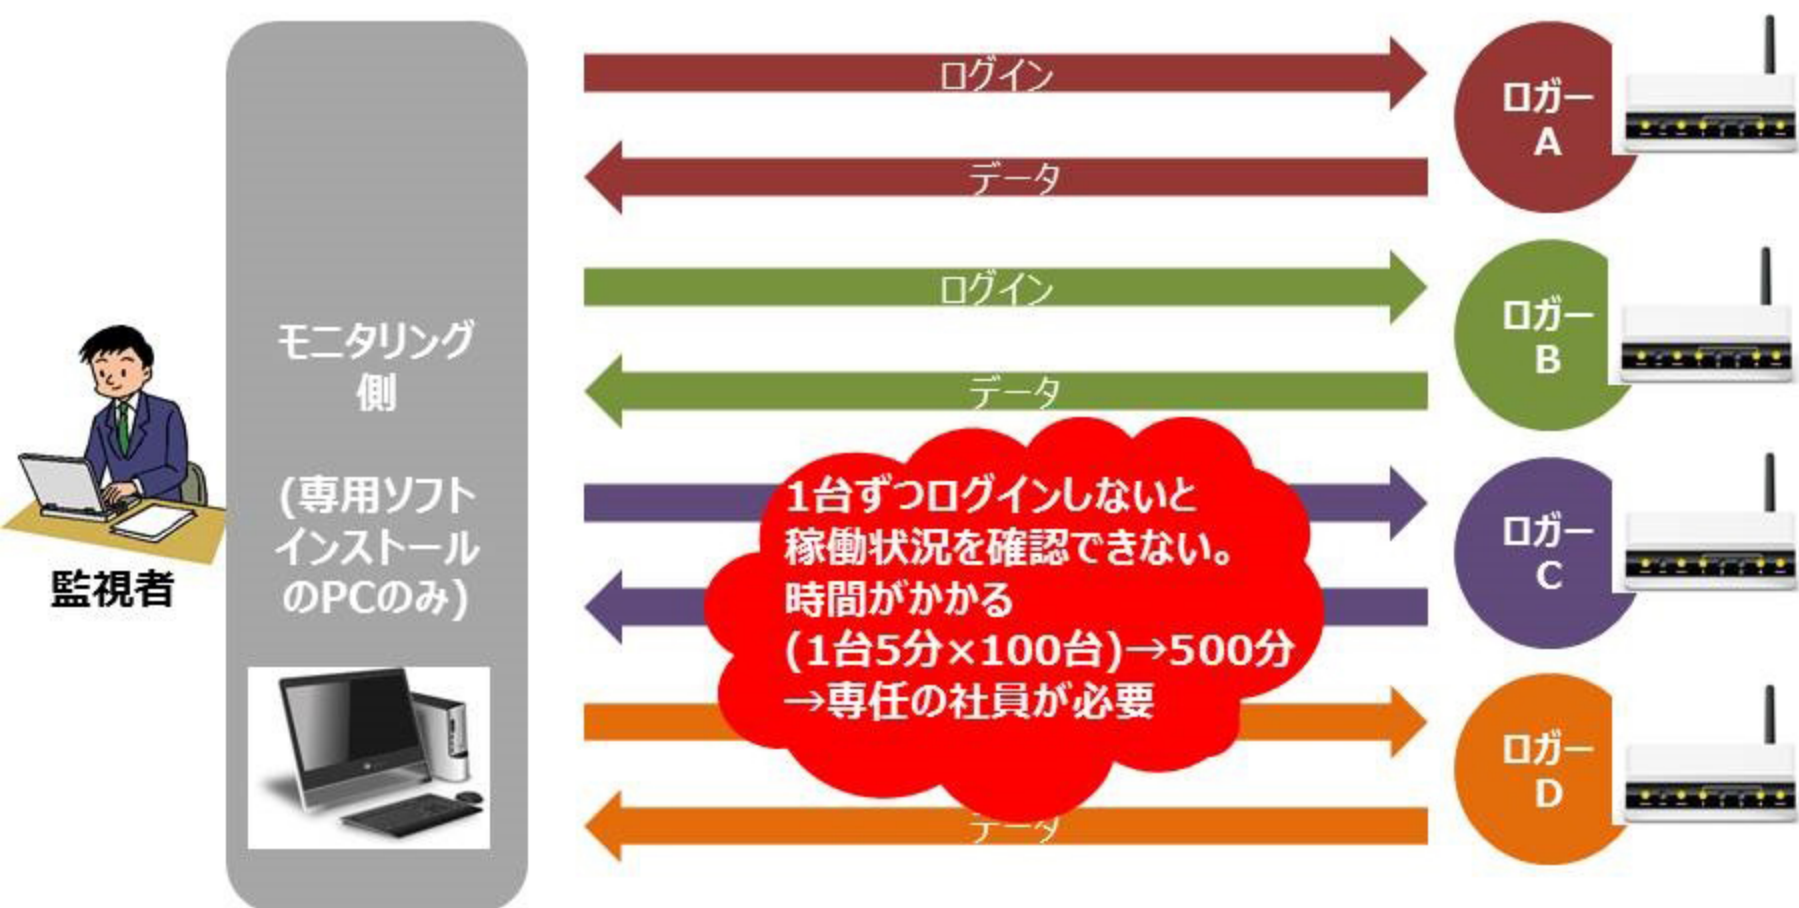 ログイン
ロガー
A
データ
ログイン
ロガー
B
データ
監視者
モニタリング
側
(専用ソフト
インストール
のPCのみ)
1台ずつログインしないと
稼働状況を確認できない。
時間がかかる
(1台5分×100台)→500分
→専任の社員が必要
ロガー
C
ロガー
D
データ